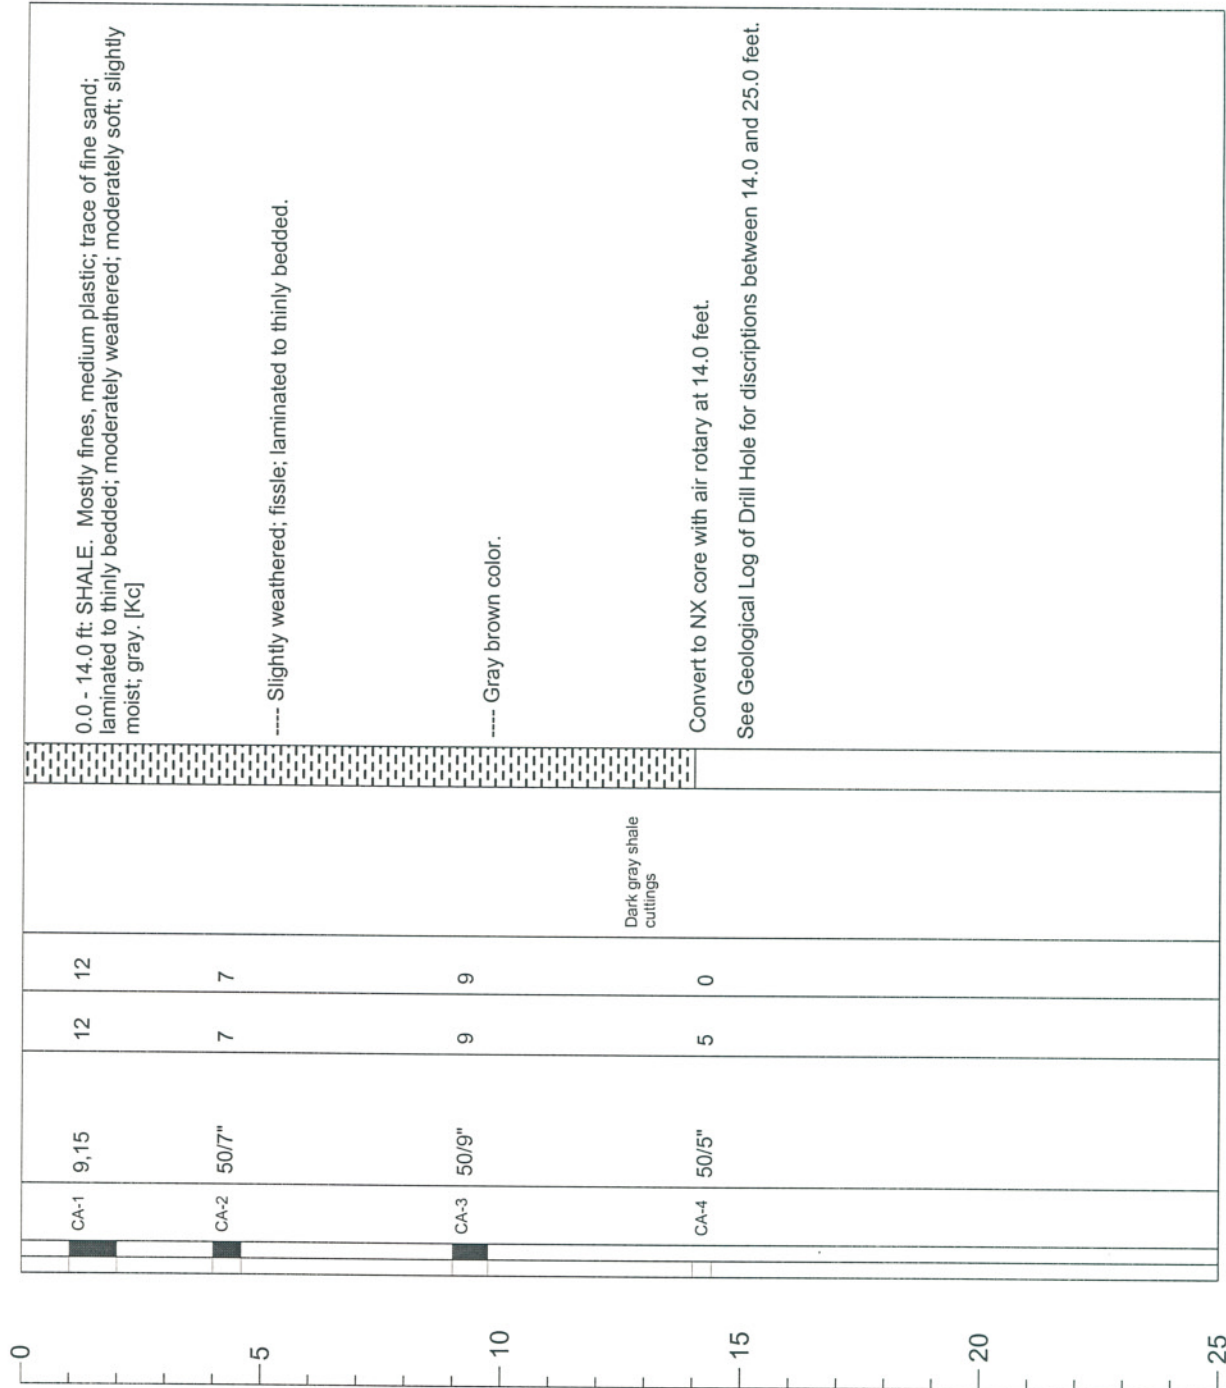 0
5
10
15
20
25
CA-1
9,15
12
12
0.0 - 14.0 ft: SHALE.  Mostly fines, medium plastic; trace of fine sand;
laminated to thinly bedded; moderately weathered; moderately soft; slightly
moist; gray. [Kc]
CA-2
50/7"
7
7
---- Slightly weathered; fissle; laminated to thinly bedded.
CA-3
50/9"
9
9
---- Gray brown color.
Dark gray shale
cuttings
CA-4
50/5"
5
0
Convert to NX core with air rotary at 14.0 feet.
See Geological Log of Drill Hole for discriptions between 14.0 and 25.0 feet.